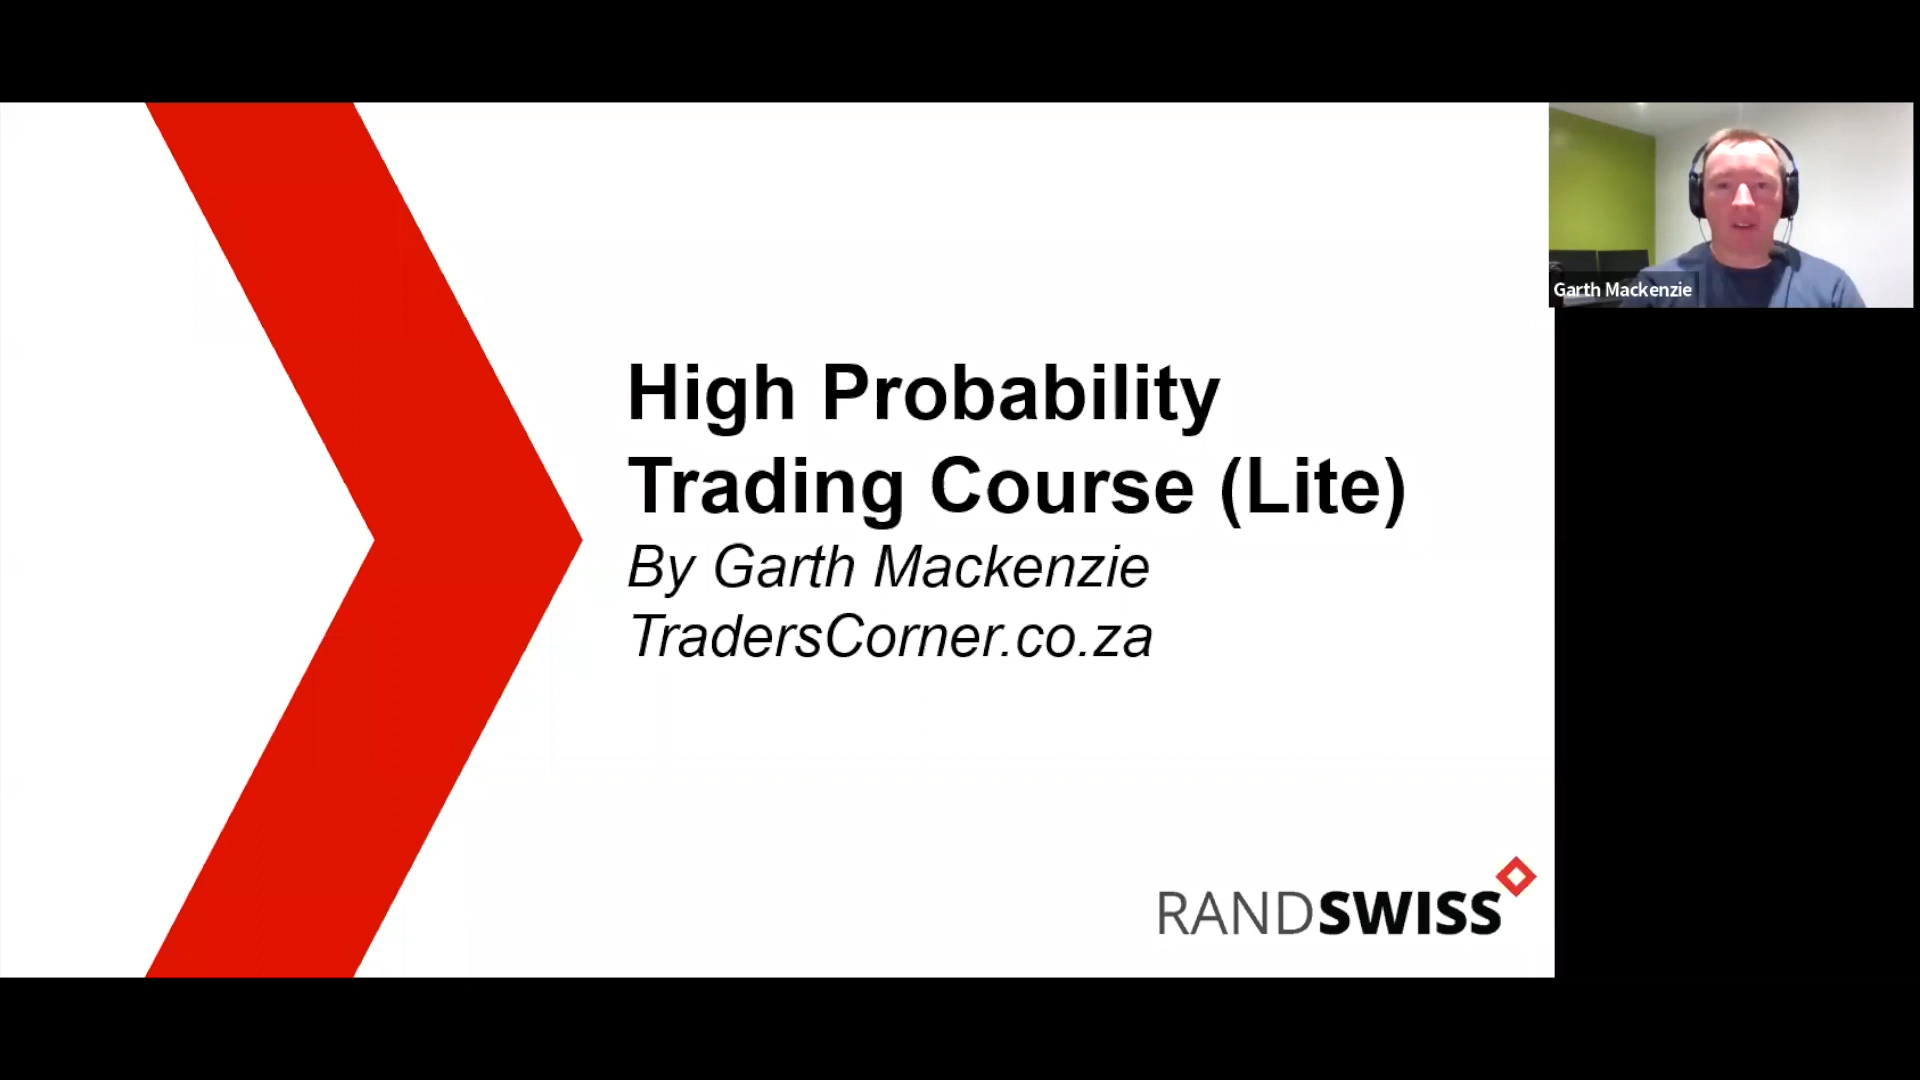 High Probability
Trading Course (Lite)
By Garth Mackenzie
TradersCorner.co.za
RANDSWISS
Garth Mackenzie